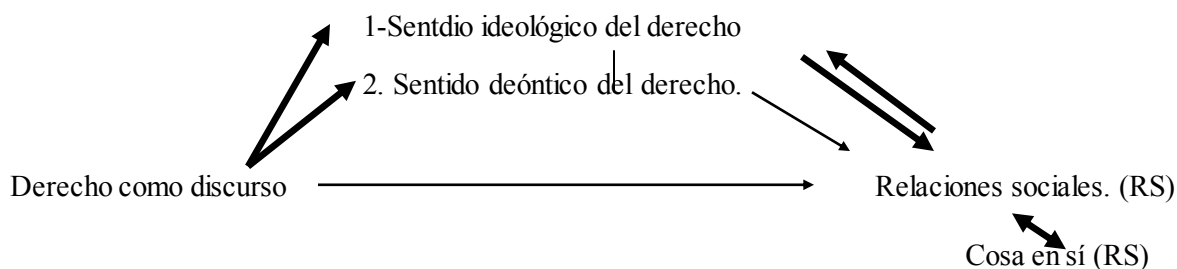 1-Sentdio ideológico del derecho
2. Sentido deóntico del derecho.
Derecho como discurso
Relaciones sociales. (RS)
Cosa en sí (RS)